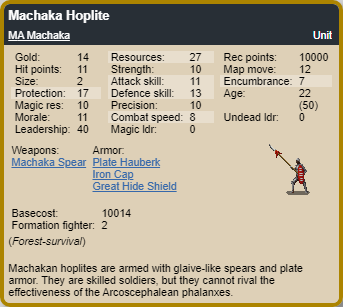 Machaka Hoplite
MA Machaka Unit
Gold: 14 Resources: 27 Rec points: 10000
Hit points: 11 Strength: 10 Map move: 12
Size: 2 Attack skill: 11 Encumbrance: 7
Protection: 17 Defence skill: 13 Age: 22
Magic res: 10 Precision: 10 (50)
Morale: 11 Combat speed: 8 Undead ldr: 0
Leadership: 40 Magic ldr: 0
Weapons: Armor:
Machaka Spear Plate Hauberk
Iron Cap
Great Hide Shield
Basecost: 10014
Formation fighter: 2
(Forest-survival)
Machakan hoplites are armed with glaive-like spears and plate
armor. They are skilled soldiers, but they cannot rival the
effectiveness of the Arcoscephalean phalanxes.